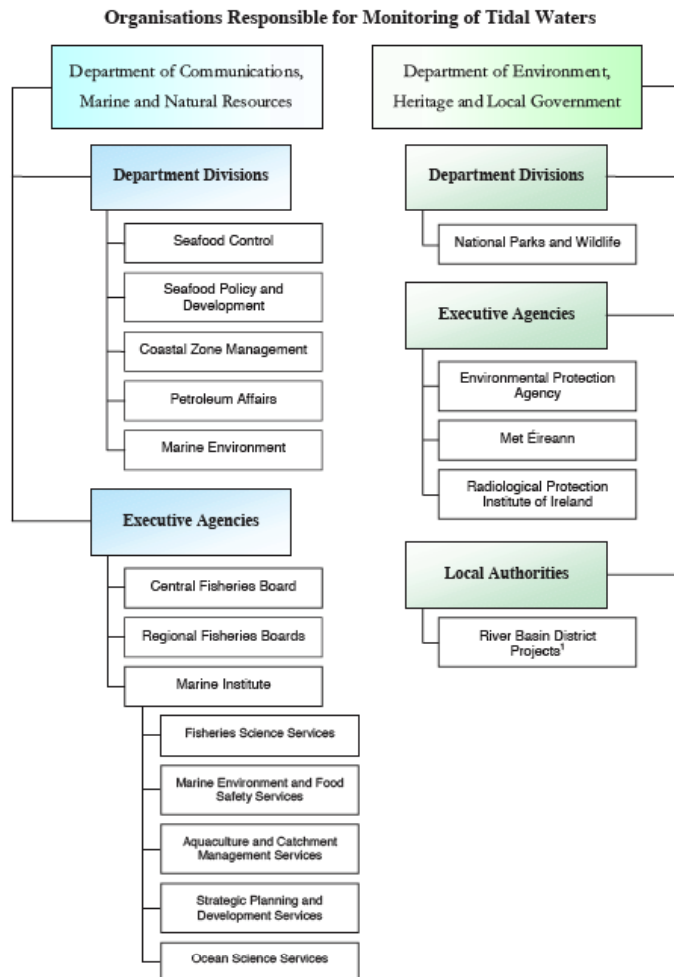 Organisations Responsible for Monitoring of Tidal Waters
Department of Communications,
Marine and Natural Resources
Department Divisions
Seafood Control
Seafood Policy and
Development
Coastal Zone Management
Petroleum Affairs
Marine Environment
Executive Agencies
Central Fisheries Board
Regional Fisheries Boards
Marine Institute
Fisheries Science Services
Marine Environment and Food
Safety Services
Aquaculture and Catchment
Management Services
Strategic Planning and
Development Services
Ocean Science Services
Department of Environment,
Heritage and Local Government
Department Divisions
National Parks and Wildlife
Executive Agencies
Environmental Protection
Agency
Met Éireann
Radiological Protection
Institute of Ireland
Local Authorities
River Basin District
Projects¹